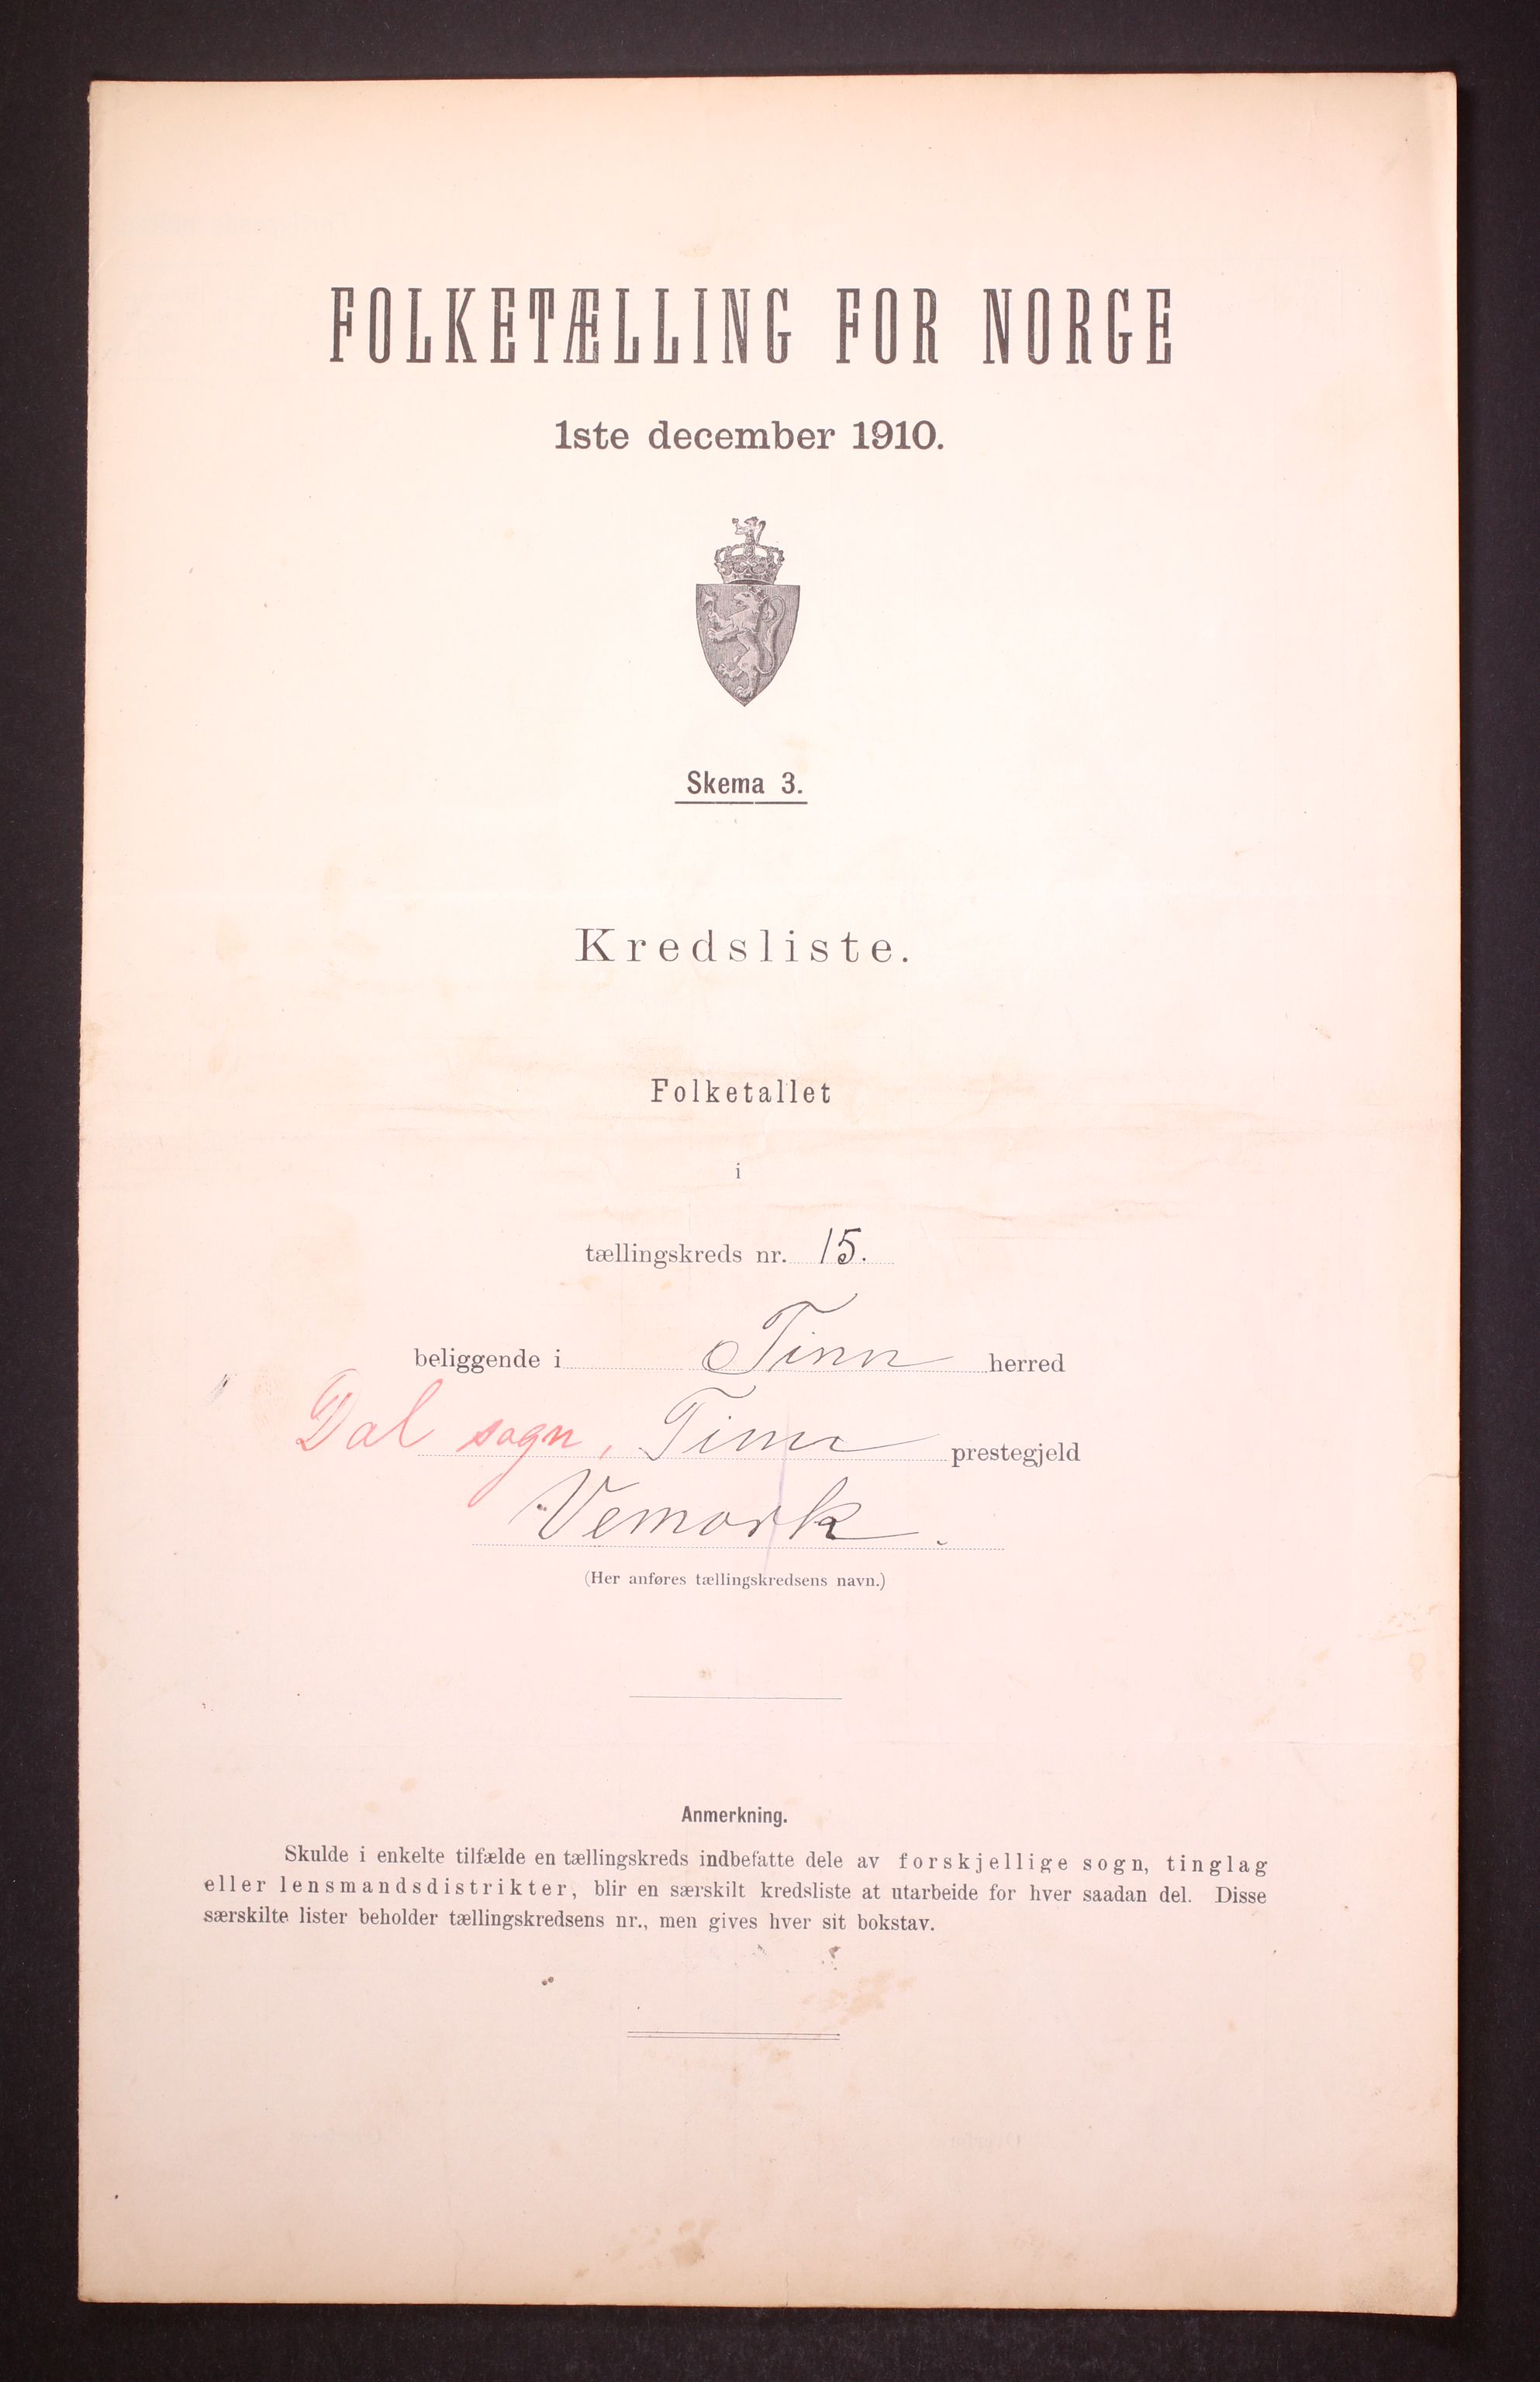 FOLKETÆLLING FOR NORGE
1ste december 1910.
Skema 3.
Kredsliste.
Folketallet
i
tællingskreds nr. 15.
beliggende i Tinn herred
Dal sogn, Tinn prestegjeld
Vemork.
(Her anføres tællingskredsens navn.)
Anmerkning.
Skulde i enkelte tilfælde en tællingskreds indbefatte dele av forskjellige sogn, tinglag
eller lensmandsdistrikter, blir en særskilt kredsliste at utarbeide for hver saadan del. Disse
særskilte lister beholder tællingskredsens nr., men gives hver sit bokstav.